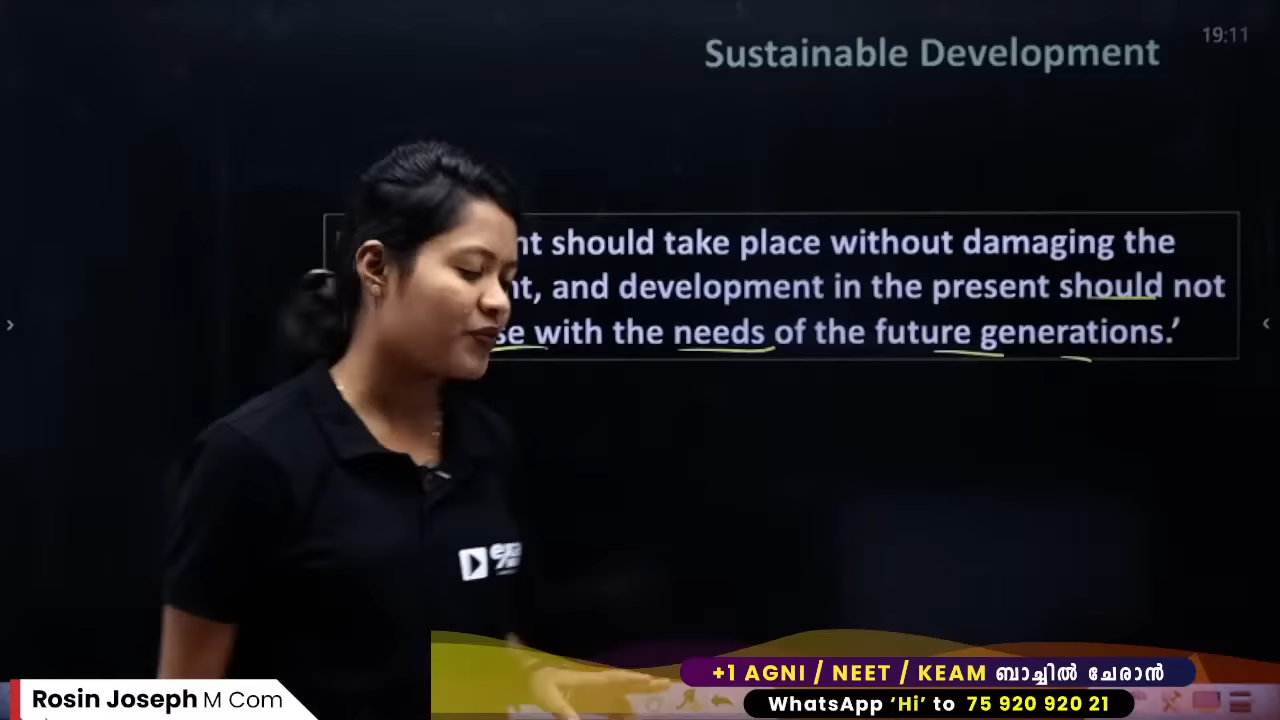 19:11
Sustainable Development
nt should take place without damaging the
nt, and development in the present should not
se with the needs of the future generations.’
+1 AGNI / NEET / KEAM ബാച്ചിൽ ചേരാൻ
Rosin Joseph M Com
WhatsApp ‘Hi’ to 75 920 920 21